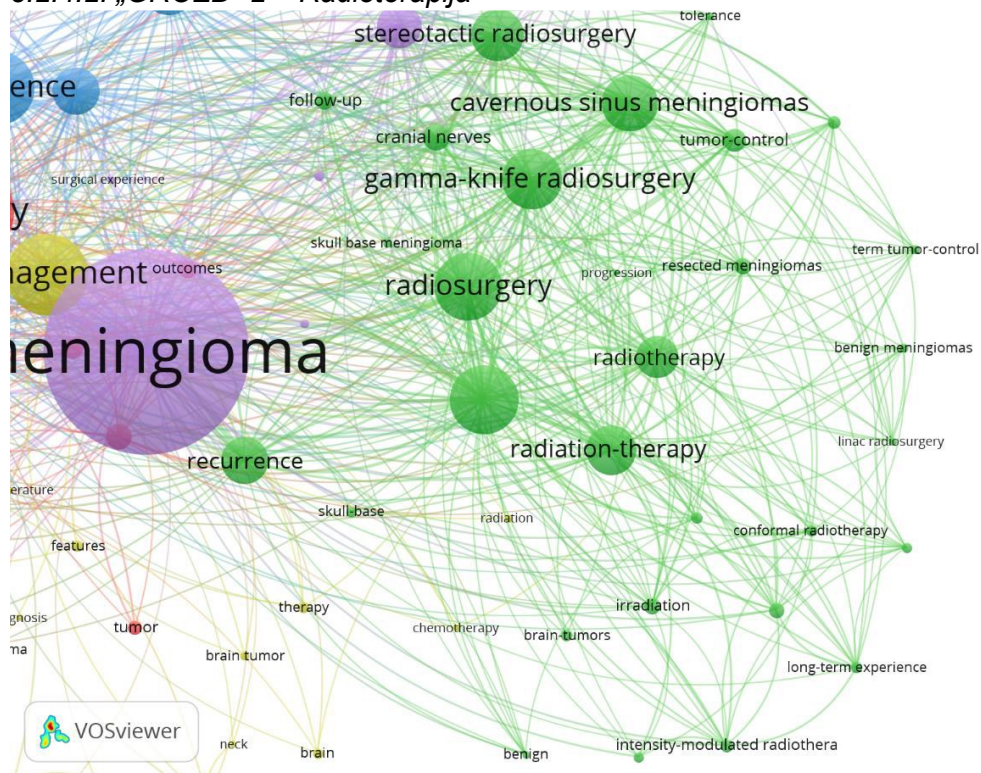 tolerance
stereotactic radiosurgery
ence
follow-up
cavernous sinus meningiomas
cranial nerves
tumor-control
surgical experience
gamma-knife radiosurgery
y
skull base meningioma
term tumor-control
nagement
outcomes
progression
resected meningiomas
radiosurgery
eningioma
radiotherapy
benign meningiomas
radiation-therapy
linac radiosurgery
recurrence
erature
skull-base
radiation
conformal radiotherapy
features
therapy
irradiation
gnosis
tumor
chemotherapy
brain-tumors
ma
brain tumor
long-term experience
VOSviewer
neck
brain
benign
intensity-modulated radiothera